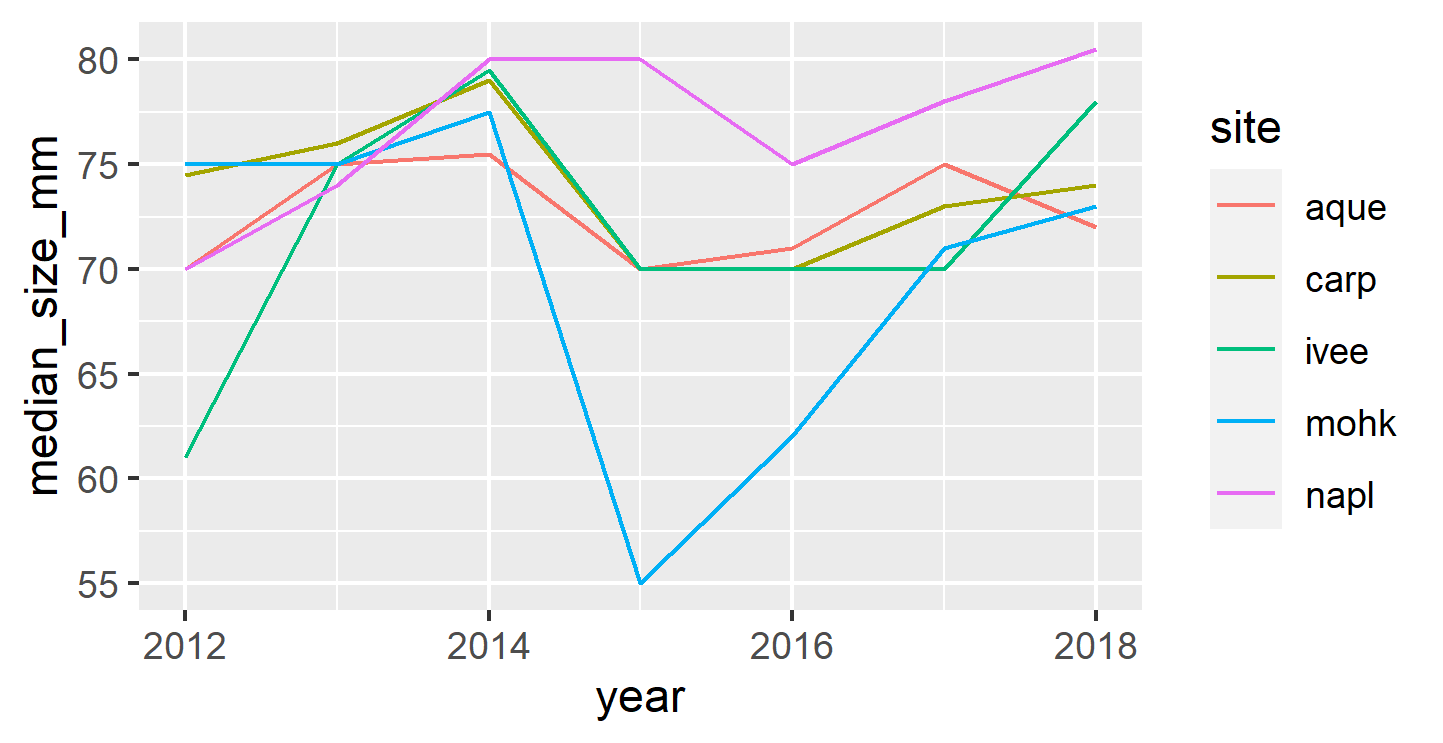 median_size_mm
80
75
70
65
60
55
2012 2014 2016 2018
year
site
aque
carp
ivee
mohk
napl